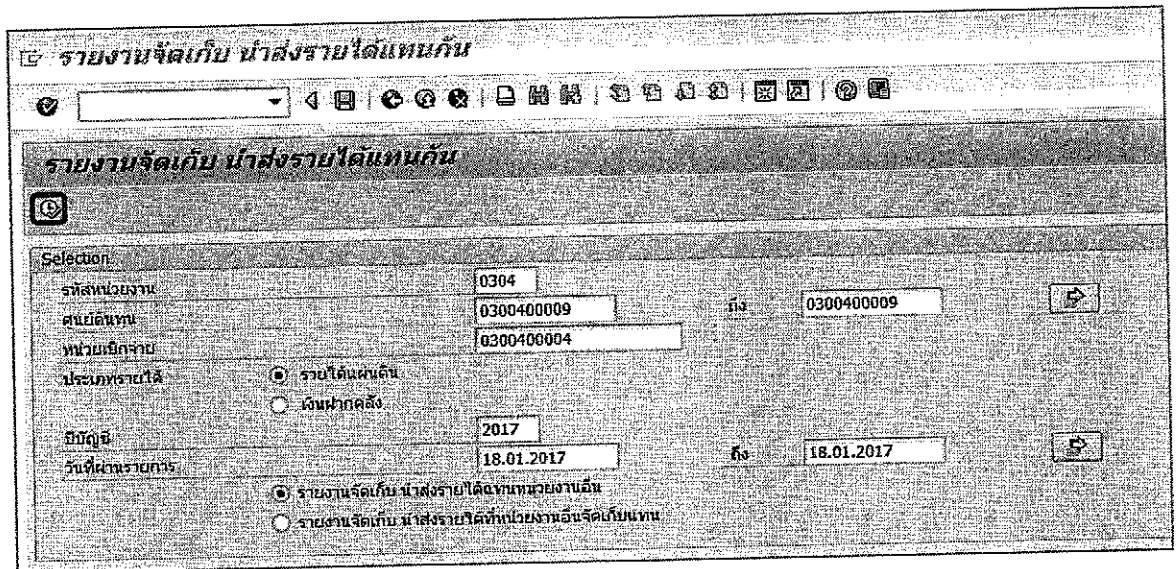 รายงานจัดเก็บ นำส่งรายได้แทนกัน
รายงานจัดเก็บ นำส่งรายได้แทนกัน
Selection
รหัสหน่วยงาน 0304
ศูนย์ต้นทุน 0300400009 ถึง 0300400009
หน่วยเบิกจ่าย 0300400004
ประเภทรายได้ รายได้แผ่นดิน
เงินฝากคลัง
ปีบัญชี 2017
วันที่ผ่านรายการ 18.01.2017 ถึง 18.01.2017
รายงานจัดเก็บ นำส่งรายได้แทนหน่วยงานอื่น
รายงานจัดเก็บ นำส่งรายได้ที่หน่วยงานอื่นจัดเก็บแทน